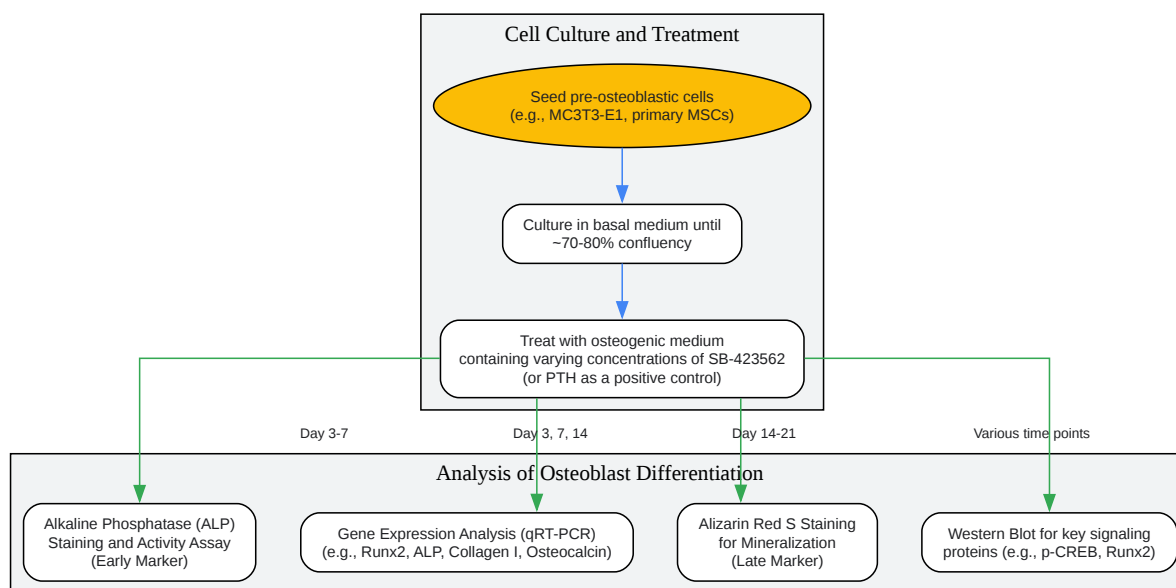 Cell Culture and Treatment
Seed pre-osteoblastic cells
(e.g., MC3T3-E1, primary MSCs)
Culture in basal medium until
~70-80% confluency
Treat with osteogenic medium
containing varying concentrations of SB-423562
(or PTH as a positive control)
Day 3-7
Day 3, 7, 14
Day 14-21
Various time points
Analysis of Osteoblast Differentiation
Alkaline Phosphatase (ALP)
Staining and Activity Assay
(Early Marker)
Gene Expression Analysis (qRT-PCR)
(e.g., Runx2, ALP, Collagen I, Osteocalcin)
Alizarin Red S Staining
for Mineralization
(Late Marker)
Western Blot for key signaling
proteins (e.g., p-CREB, Runx2)